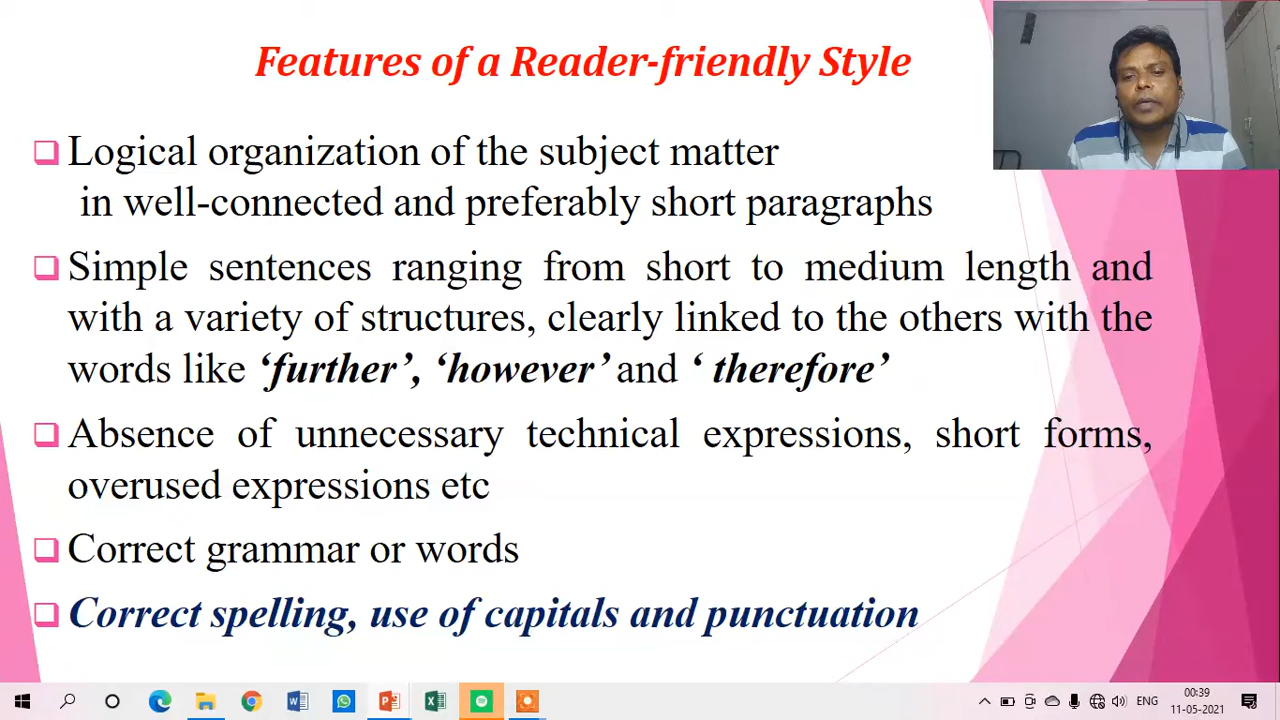 Features of a Reader-friendly Style
Logical organization of the subject matter
in well-connected and preferably short paragraphs
Simple sentences ranging from short to medium length and
with a variety of structures, clearly linked to the others with the
words like ‘further’, ‘however’ and ‘ therefore’
Absence of unnecessary technical expressions, short forms,
overused expressions etc
Correct grammar or words
Correct spelling, use of capitals and punctuation
ENG
00:39
11-05-2021